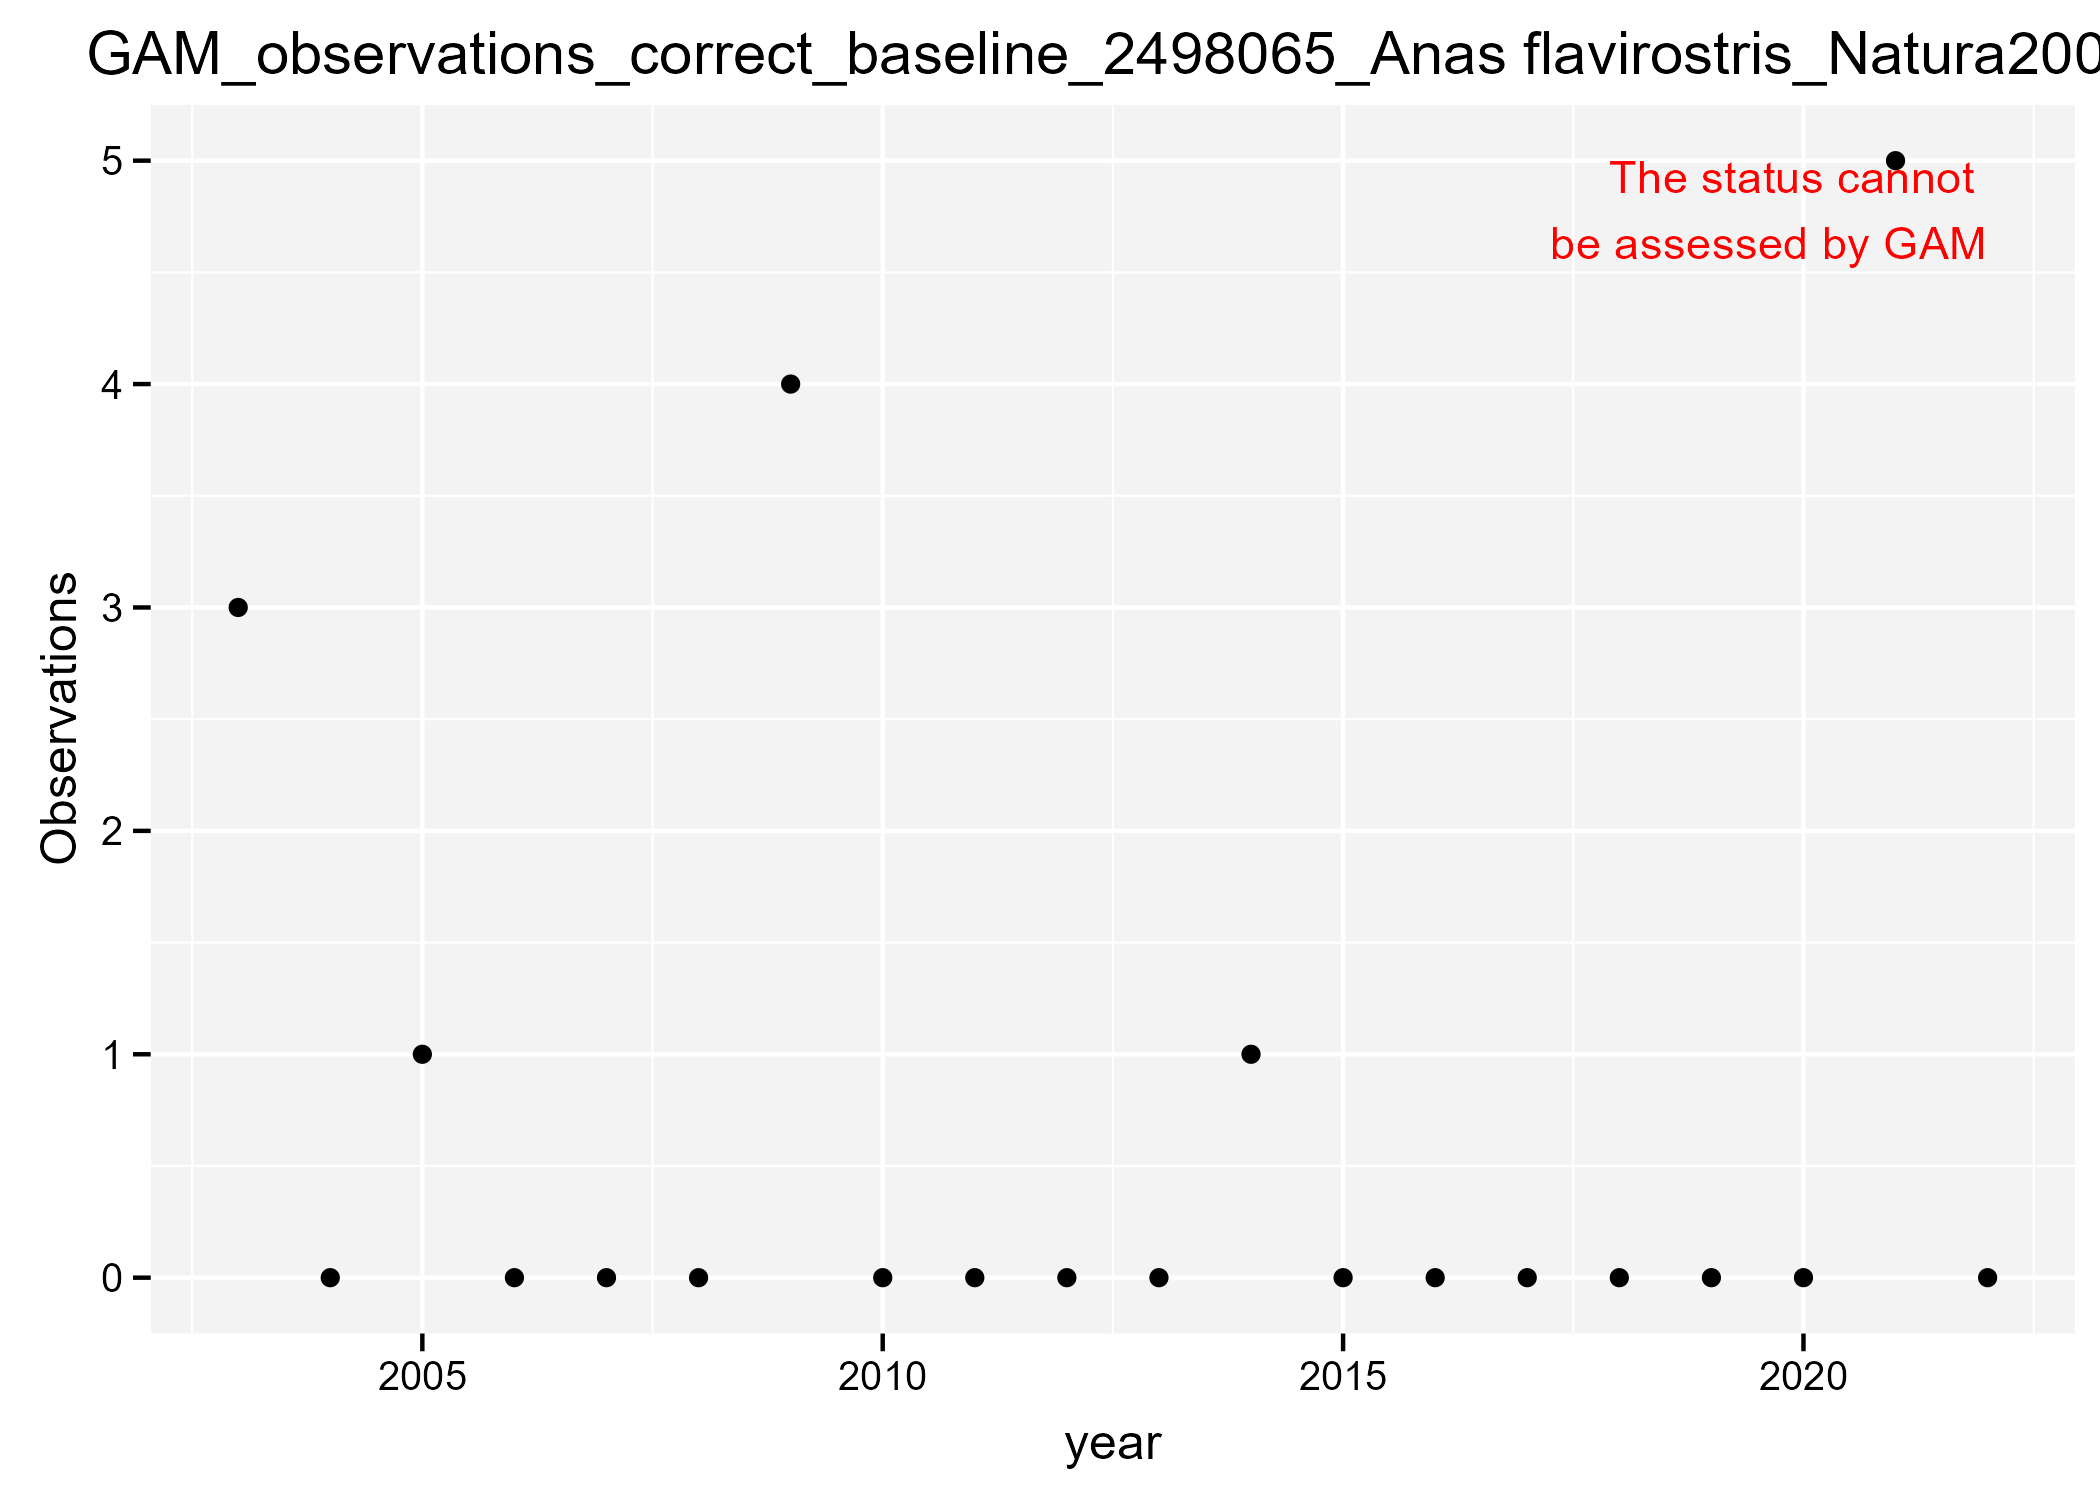 GAM_observations_correct_baseline_2498065_Anas flavirostris_Natura200
5
The status cannot
be assessed by GAM
4
3
Observations
2
1
0
2005 2010 2015 2020
year